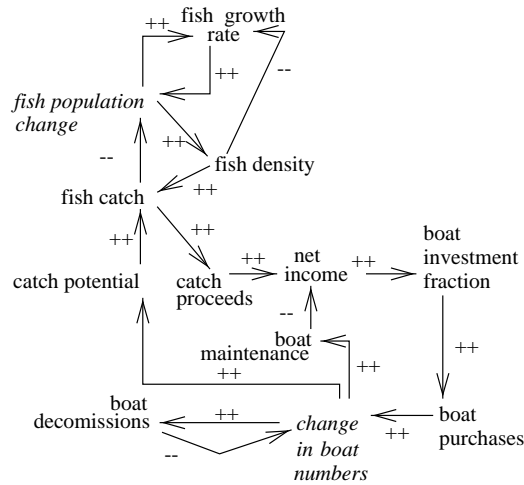 fish growth
rate
++
++
--
fish population
change
++
--
fish density
++
fish catch
++
++
catch potential
catch
proceeds
++
net
income
++
boat
investment
fraction
--
boat
maintenance
++
++
++
boat
decomissions
++
--
change
in boat
numbers
++
boat
purchases